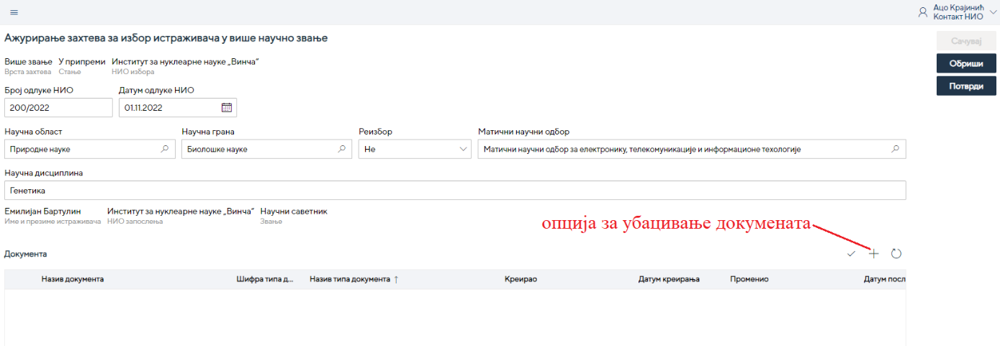 Ацо Крајинић
Контакт НИО
Ажурирање захтева за избор истраживача у више научно звање
Сачувај
Више звање У припреми Институт за нуклеарне науке „Винча“
Врста захтева Стање НИО избора
Обриши
Број одлуке НИО Датум одлуке НИО
Потврди
200/2022 01.11.2022
Научна област Научна грана Реизбор Матични научни одбор
Природне науке Биолошке науке Не Матични научни одбор за електронику, телекомуникације и информационе техологије
Научна дисциплина
Генетика
Емилијан Бартулин Институт за нуклеарне науке „Винча“ Научни саветник
Име и презиме истраживача НИО запослења Звање
опција за убацивање докумената
Документа
Назив документа Шифра типа д... Назив типа документа ↑ Креирао Датум креирања Променио Датум посл